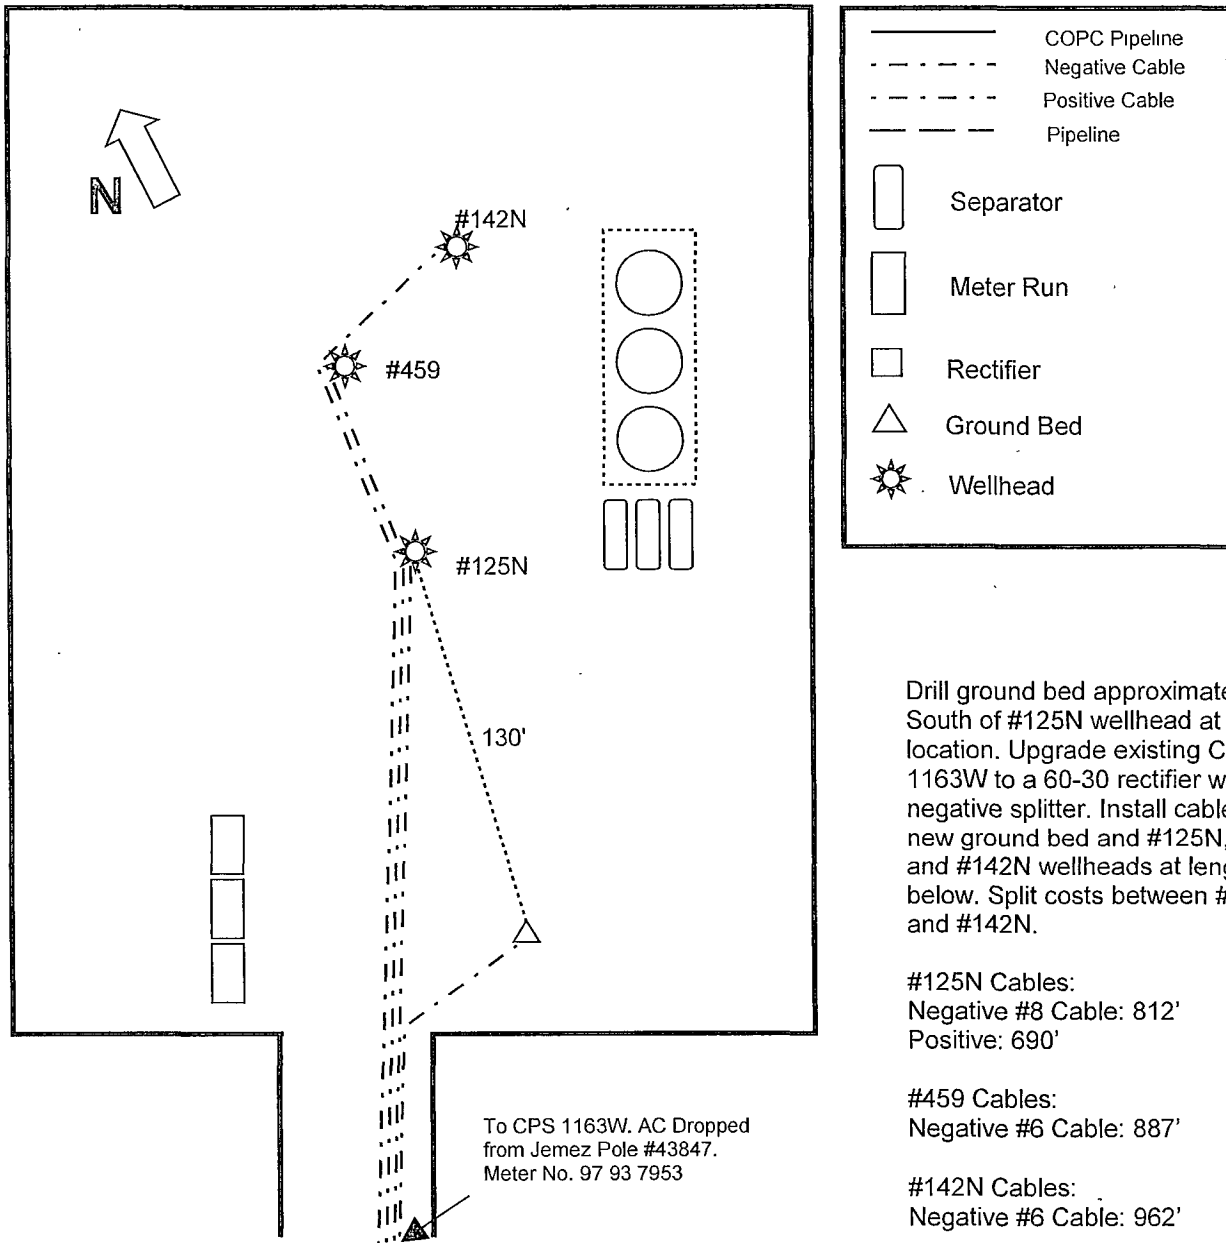 COPC Pipeline
Negative Cable
Positive Cable
Pipeline
Separator
Meter Run
Rectifier
Ground Bed
Wellhead
N
#142N
#459
#125N
130'
To CPS 1163W. AC Dropped
from Jemez Pole #43847.
Meter No. 97 93 7953
Drill ground bed
South of #125N wellhead at
location. Upgrade existing
1163W to a 60-30 rectifier
negative splitter. Install
new ground bed and #125N,
and #142N wellheads at
below. Split costs between
and #142N.
#125N Cables:
Negative #8 Cable: 812'
Positive: 690'
#459 Cables:
Negative #6 Cable: 887'
#142N Cables:
Negative #6 Cable: 962'